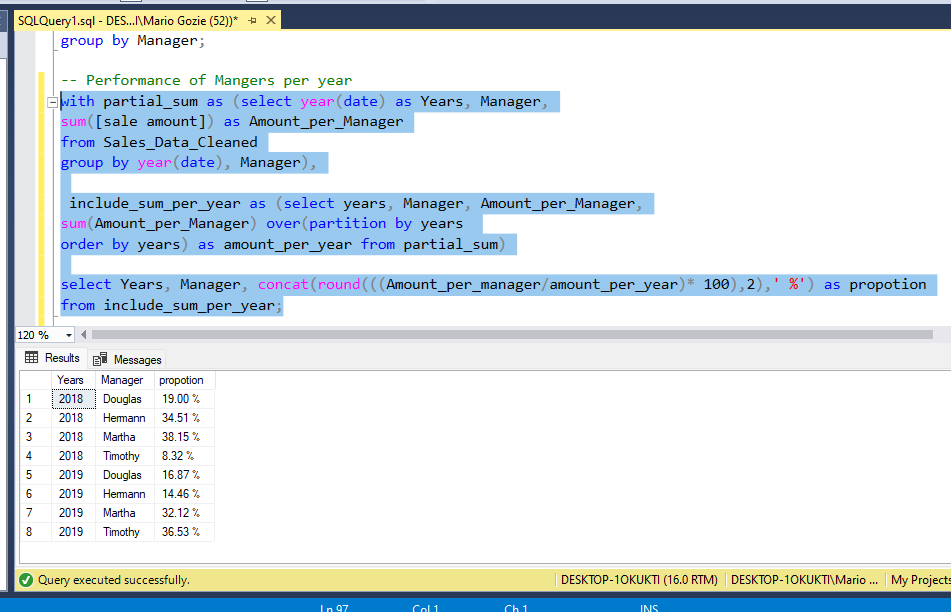 SQLQuery1.sql - DES...I\Mario Gozie (52))*
group by Manager;
-- Performance of Mangers per year
with partial_sum as (select year(date) as Years, Manager,
sum([sale amount]) as Amount_per_Manager
from Sales_Data_Cleaned
group by year(date), Manager),
include_sum_per_year as (select years, Manager, Amount_per_Manager,
sum(Amount_per_Manager) over(partition by years
order by years) as amount_per_year from partial_sum)
select Years, Manager, concat(round(((Amount_per_manager/amount_per_year)* 100),2),' %') as propotion
from include_sum_per_year;
120 %
Results Messages
Years Manager propotion
1 2018 Douglas 19.00 %
2 2018 Hermann 34.51 %
3 2018 Martha 38.15 %
4 2018 Timothy 8.32 %
5 2019 Douglas 16.87 %
6 2019 Hermann 14.46 %
7 2019 Martha 32.12 %
8 2019 Timothy 36.53 %
Query executed successfully. DESKTOP-1OKUKTI (16.0 RTM) DESKTOP-1OKUKTI\Mario ... My Projects
Ln 97 Col 1 Ch 1 INS